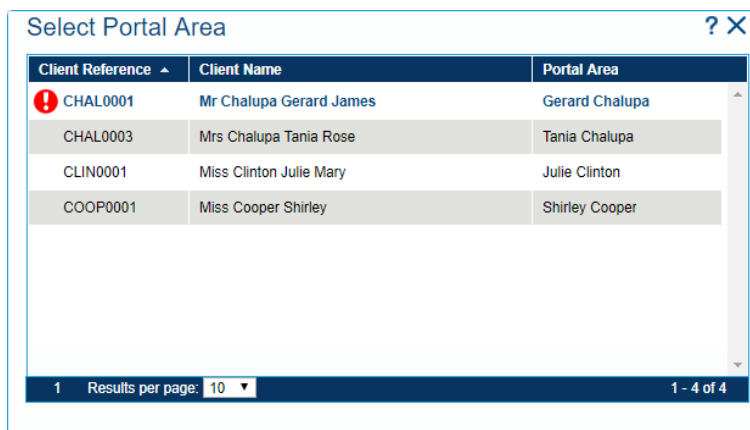 Select Portal Area ?
Client Reference Client Name Portal Area
CHAL0001 Mr Chalupa Gerard James Gerard Chalupa
CHAL0003 Mrs Chalupa Tania Rose Tania Chalupa
CLIN0001 Miss Clinton Julie Mary Julie Clinton
COOP0001 Miss Cooper Shirley Shirley Cooper
1 Results per page: 10 1 - 4 of 4